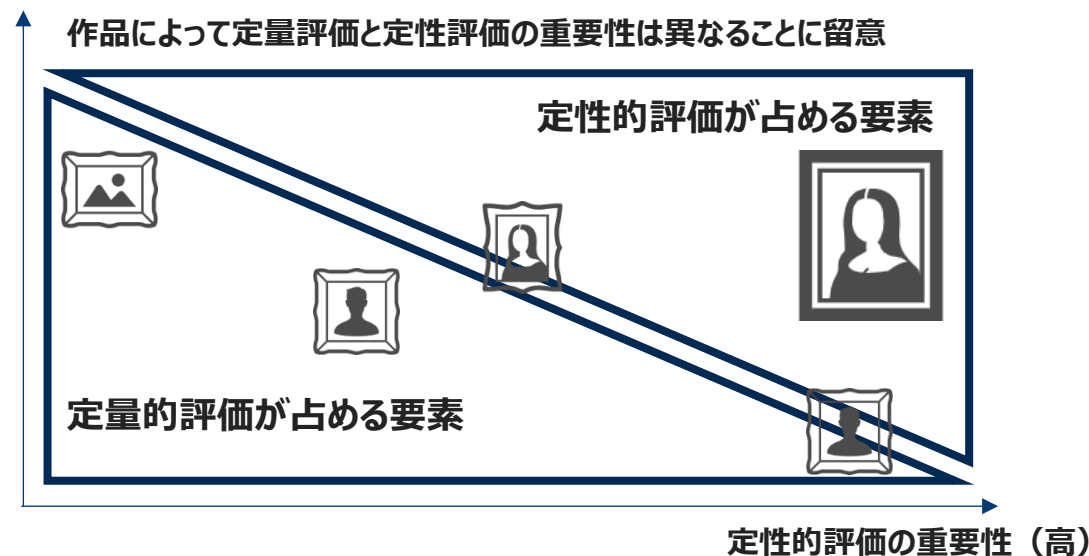 作品によって定量評価と定性評価の重要性は異なることに留意
定性的評価が占める要素
定量的評価が占める要素
定性的評価の重要性（高）